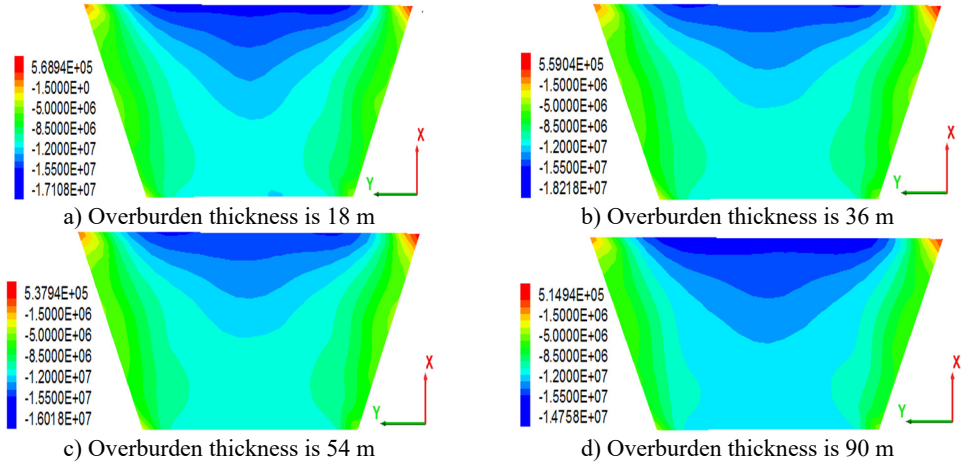 5.6894E+05
-1.5000E+0
-5.0000E+06
-8.5000E+06
-1.2000E+07
-1.5500E+07
-1.7108E+07
X
Y
a) Overburden thickness is 18 m
5.5904E+05
-1.5000E+06
-5.0000E+06
-8.5000E+06
-1.2000E+07
-1.5500E+07
-1.8218E+07
X
Y
b) Overburden thickness is 36 m
5.3794E+05
-1.5000E+06
-5.0000E+06
-8.5000E+06
-1.2000E+07
-1.5500E+07
-1.6018E+07
X
Y
c) Overburden thickness is 54 m
5.1494E+05
-1.5000E+06
-5.0000E+06
-8.5000E+06
-1.2000E+07
-1.5500E+07
-1.4758E+07
X
Y
d) Overburden thickness is 90 m